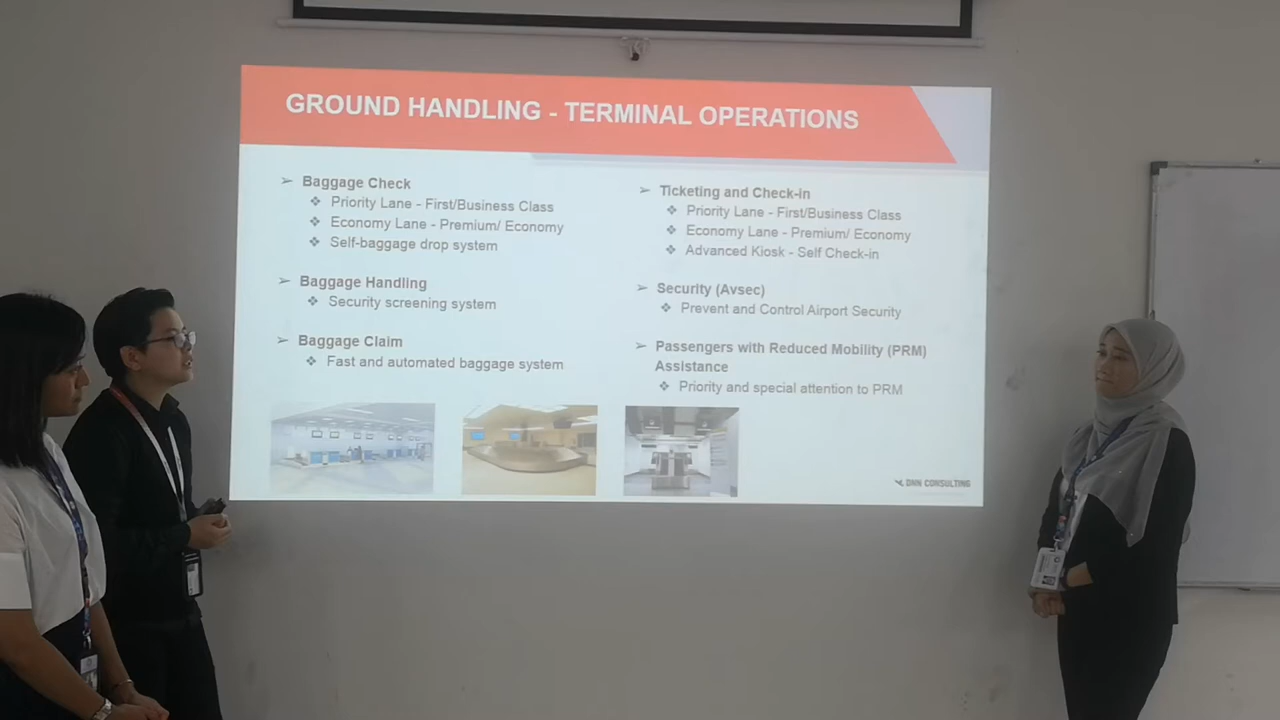 GROUND HANDLING - TERMINAL OPERATIONS
Baggage Check
Priority Lane - First/Business Class
Economy Lane - Premium/ Economy
Self-baggage drop system
Baggage Handling
Security screening system
Baggage Claim
Fast and automated baggage system
Ticketing and Check-in
Priority Lane - First/Business Class
Economy Lane - Premium/ Economy
Advanced Kiosk - Self Check-in
Security (Avsec)
Prevent and Control Airport Security
Passengers with Reduced Mobility (PRM)
Assistance
Priority and special attention to PRM
DNN CONSULTING